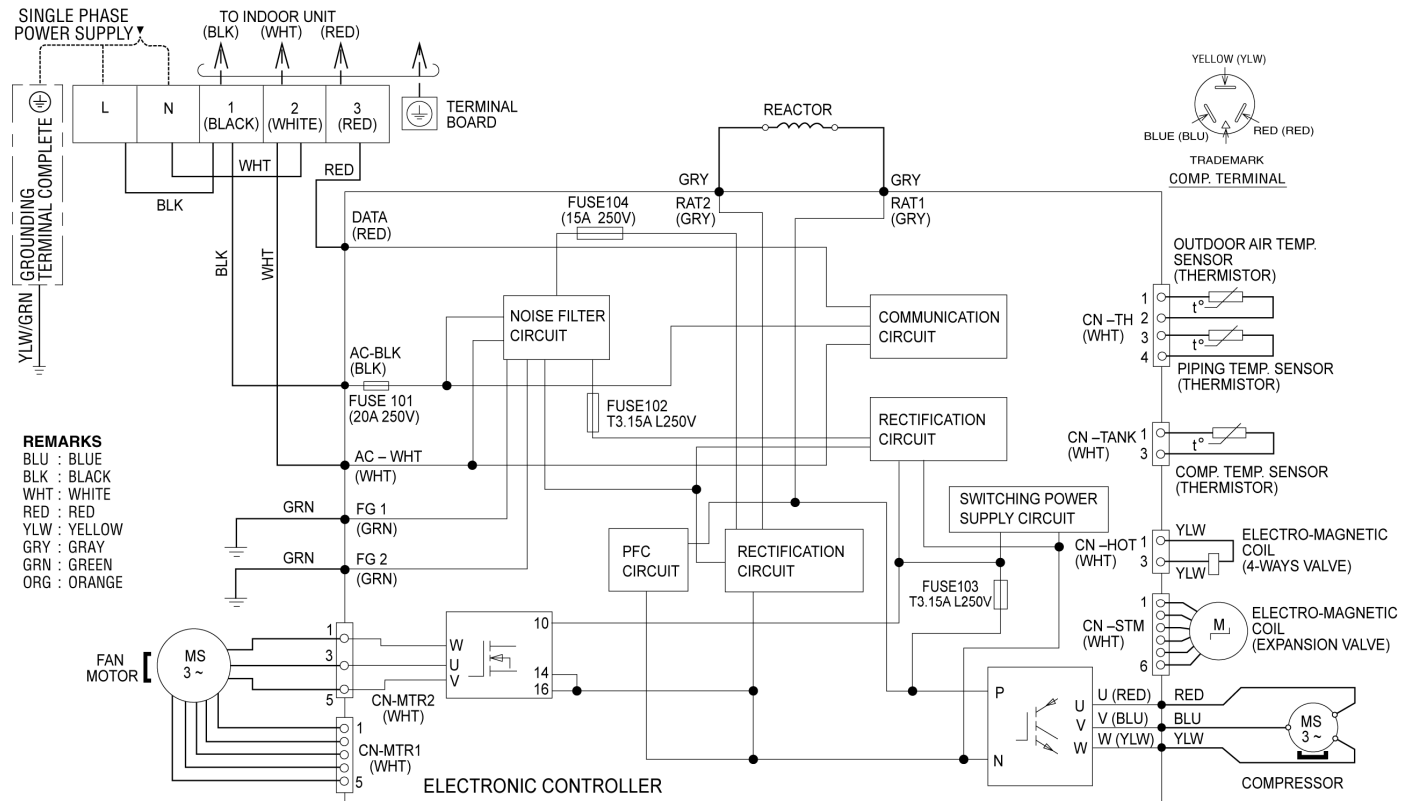 SINGLE PHASE
POWER SUPPLY
TO INDOOR UNIT
(BLK) (WHT) (RED)
L
N
1
(BLACK)
2
(WHITE)
3
(RED)
TERMINAL
BOARD
GROUNDING
TERMINAL COMPLETE
YLW/GRN
BLK
WHT
RED
BLK
WHT
REACTOR
GRY
GRY
RAT2
(GRY)
RAT1
(GRY)
YELLOW (YLW)
BLUE (BLU)
RED (RED)
TRADEMARK
COMP. TERMINAL
DATA
(RED)
FUSE104
(15A 250V)
NOISE FILTER
CIRCUIT
COMMUNICATION
CIRCUIT
AC-BLK
(BLK)
FUSE 101
(20A 250V)
FUSE102
T3.15A L250V
RECTIFICATION
CIRCUIT
AC – WHT
(WHT)
OUTDOOR AIR TEMP.
SENSOR
(THERMISTOR)
CN –TH
(WHT)
1
2
3
4
t°
t°
PIPING TEMP. SENSOR
(THERMISTOR)
CN –TANK
(WHT)
1
3
t°
COMP. TEMP. SENSOR
(THERMISTOR)
REMARKS
BLU : BLUE
BLK : BLACK
WHT : WHITE
RED : RED
YLW : YELLOW
GRY : GRAY
GRN : GREEN
ORG : ORANGE
GRN
FG 1
(GRN)
GRN
FG 2
(GRN)
PFC
CIRCUIT
RECTIFICATION
CIRCUIT
SWITCHING POWER
SUPPLY CIRCUIT
FUSE103
T3.15A L250V
CN –HOT
(WHT)
1
3
YLW
YLW
ELECTRO-MAGNETIC
COIL
(4-WAYS VALVE)
CN –STM
(WHT)
1
6
M
ELECTRO-MAGNETIC
COIL
(EXPANSION VALVE)
FAN
MOTOR
MS
3 ~
1
3
5
CN-MTR2
(WHT)
W
U
V
10
14
16
1
CN-MTR1
(WHT)
5
P
N
U
V
W
U (RED)
V (BLU)
W (YLW)
RED
BLU
YLW
MS
3 ~
COMPRESSOR
ELECTRONIC CONTROLLER